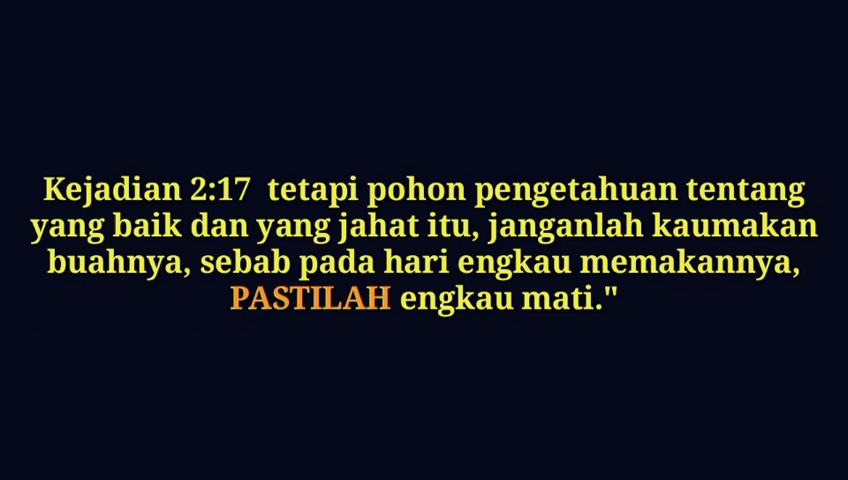 Kejadian 2:17  tetapi pohon pengetahuan tentang
yang baik dan yang jahat itu, janganlah kaumakan
buahnya, sebab pada hari engkau memakannya,
PASTILAH engkau mati."